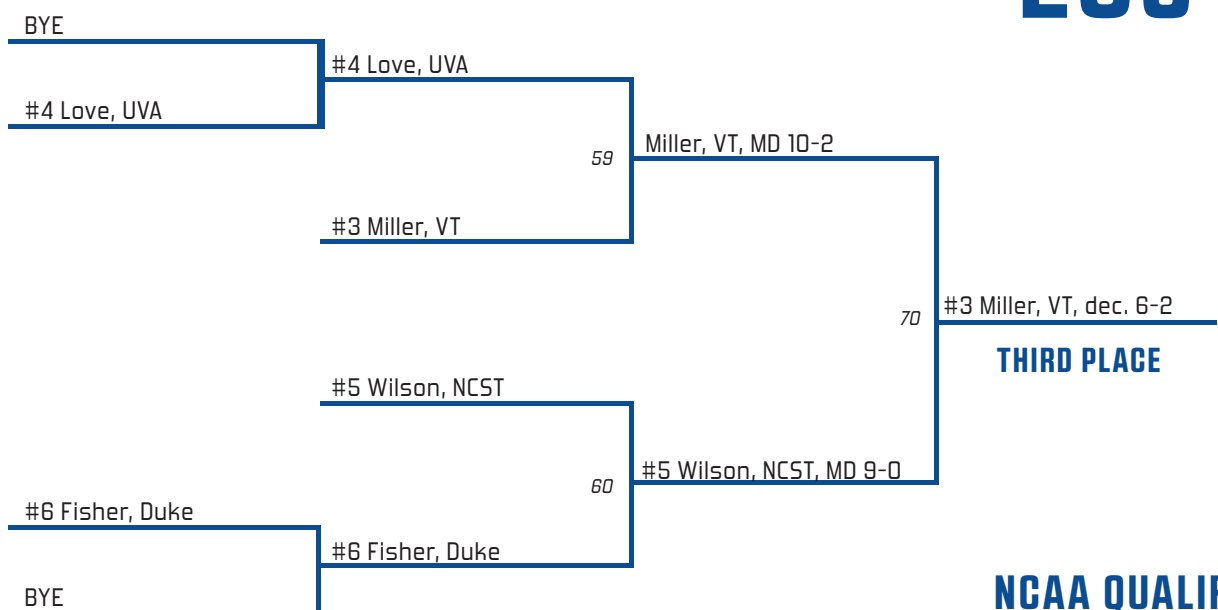 BYE
#4 Love, UVA
#4 Love, UVA
59
Miller, VT, MD 10-2
#3 Miller, VT
70
#3 Miller, VT, dec. 6-2
THIRD PLACE
#5 Wilson, NCST
60
#5 Wilson, NCST, MD 9-0
#6 Fisher, Duke
#6 Fisher, Duke
BYE